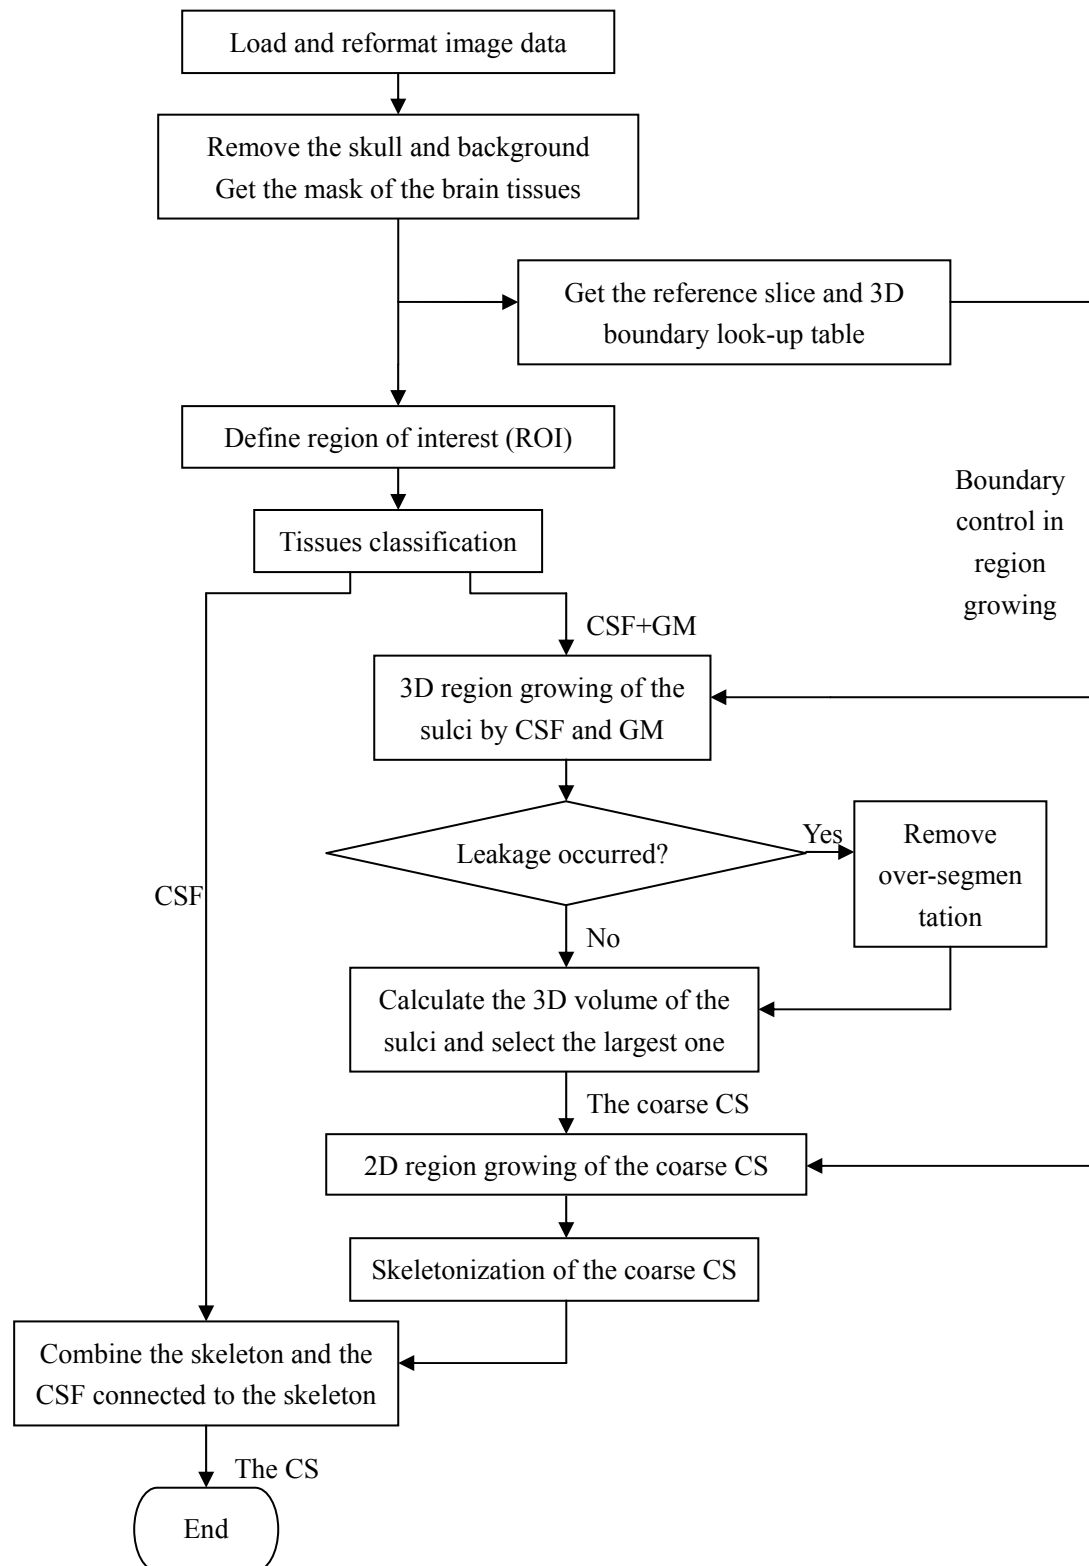 Load and reformat image data
Remove the skull and background
Get the mask of the brain tissues
Get the reference slice and 3D
boundary look-up table
Define region of interest (ROI)
Boundary
control in
region
growing
Tissues classification
CSF+GM
3D region growing of the
sulci by CSF and GM
Leakage occurred?
Yes
Remove
over-segmen
tation
CSF
No
Calculate the 3D volume of the
sulci and select the largest one
The coarse CS
2D region growing of the coarse CS
Skeletonization of the coarse CS
Combine the skeleton and the
CSF connected to the skeleton
The CS
End